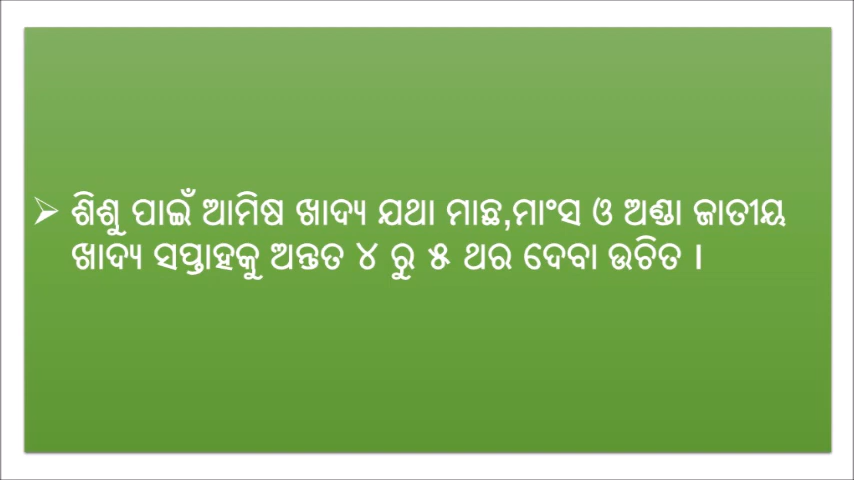 ➢ ଶିଶୁ ପାଇଁ ଆମିଷ ଖାଦ୍ୟ ଯଥା ମାଛ,ମାଂସ ଓ ଅଣ୍ଡା ଜାତୀୟ
ଖାଦ୍ୟ ସପ୍ତାହକୁ ଅନ୍ତତ ୪ ରୁ ୫ ଥର ଦେବା ଉଚିତ ।